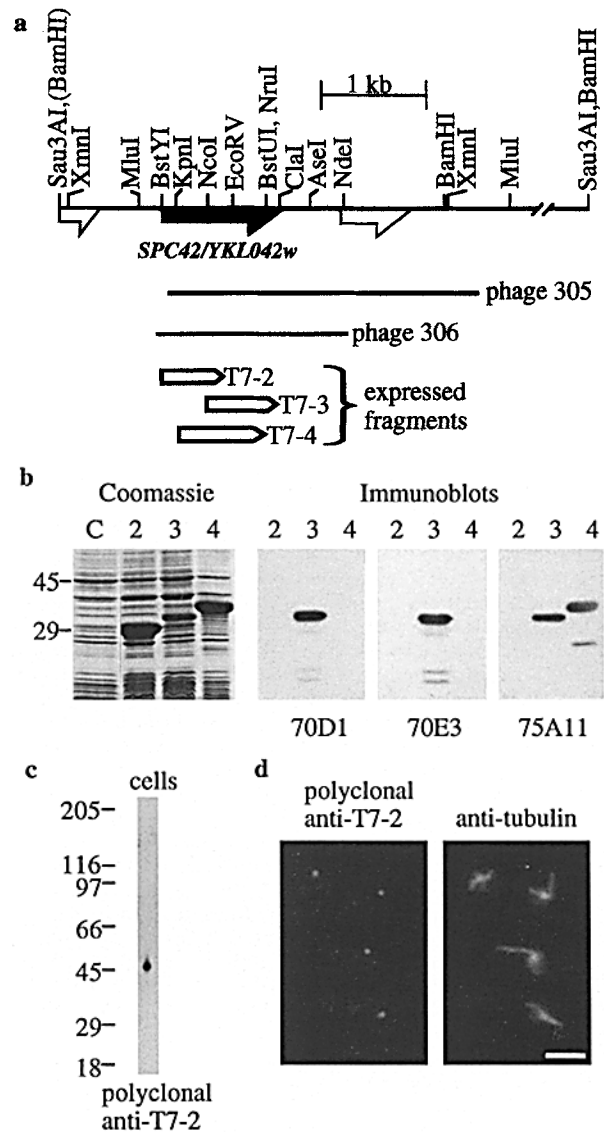 a
1 kb
Sau3AI,(BamHI)
XmnI
MluI
BstYI
KpnI
NcoI
EcoRV
BstUI, NruI
ClaI
AseI
NdeI
BamHI
XmnI
MluI
Sau3AI,BamHI
SPC42/YKL042w
phage 305
phage 306
T7-2
T7-3
T7-4
expressed
fragments
b
Coomassie
Immunoblots
C 2 3 4
2 3 4
2 3 4
2 3 4
45
29
70D1
70E3
75A11
c
cells
205
116
97
66
45
29
18
polyclonal
anti-T7-2
d
polyclonal
anti-T7-2
anti-tubulin